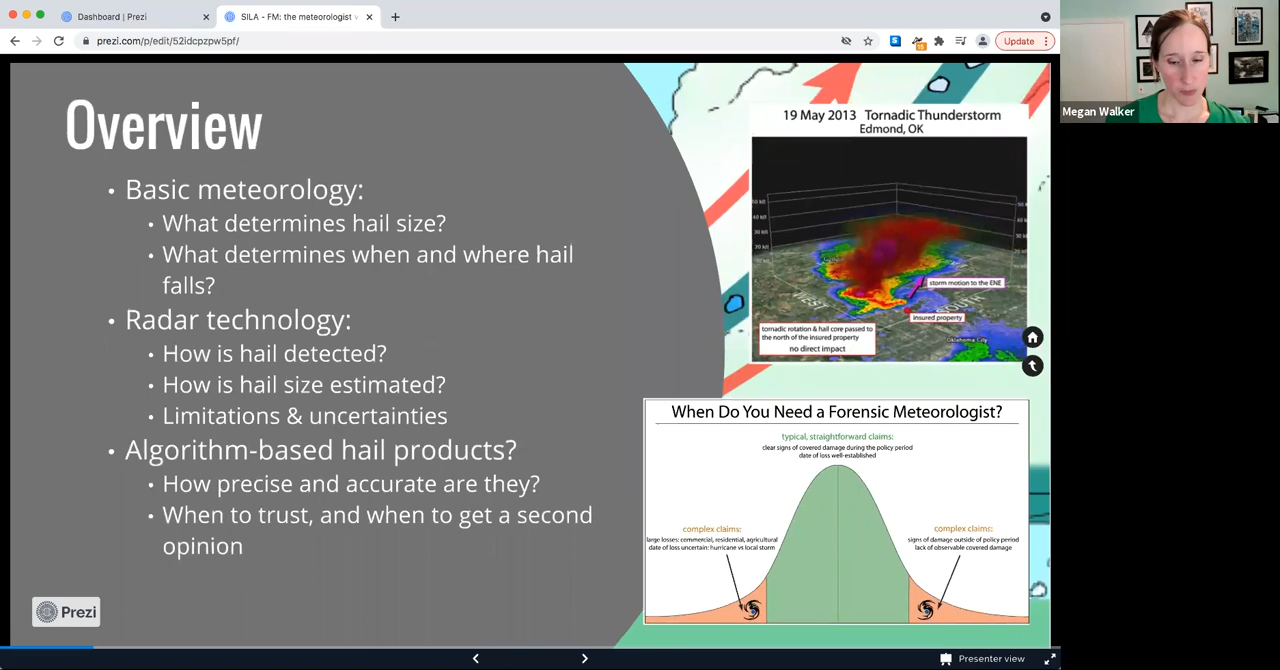 Dashboard | Prezi
SILA - FM: the meteorologist
prezi.com/p/edit/52idcpzpw5pf/
Update
Megan Walker
Overview
• Basic meteorology:
• What determines hail size?
• What determines when and where hail
falls?
• Radar technology:
• How is hail detected?
• How is hail size estimated?
• Limitations & uncertainties
• Algorithm-based hail products?
• How precise and accurate are they?
• When to trust, and when to get a second
opinion
Prezi
19 May 2013 Tornadic Thunderstorm
Edmond, OK
storm motion to the ENE
insured property
tornadic rotation & hail core passed to
the north of the insured property
no direct impact
Oklahoma City
WEST
SOUTH
When Do You Need a Forensic Meteorologist?
typical, straightforward claims:
clear signs of covered damage during the policy period
date of loss well-established
complex claims:
large losses: commercial, residential, agricultural
date of loss uncertain: hurricane vs local storm
complex claims:
signs of damage outside of policy period
lack of observable covered damage
Presenter view